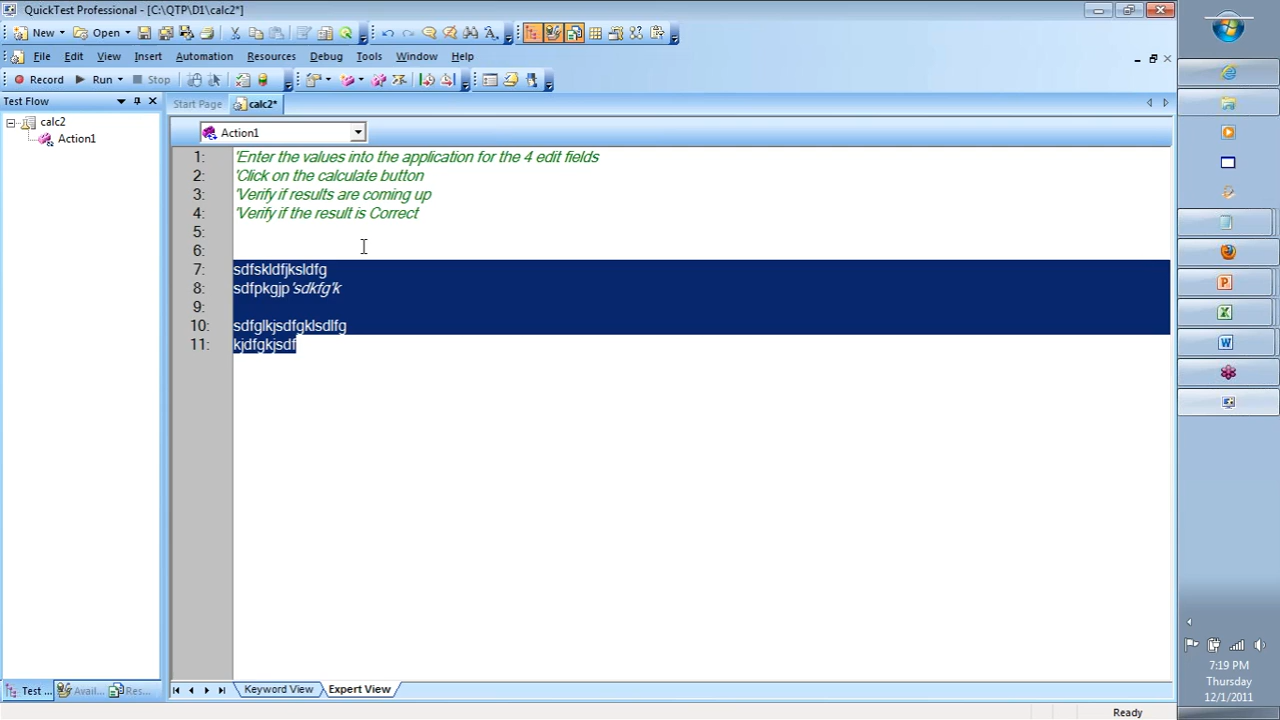 QuickTest Professional - [C:\QTP\D1\calc2*]
New Open
File Edit View Insert Automation Resources Debug Tools Window Help
Record Run Stop
Test Flow
Start Page calc2*
calc2
Action1
Action1
1: 'Enter the values into the application for the 4 edit fields
2: 'Click on the calculate button
3: 'Verify if results are coming up
4: 'Verify if the result is Correct
5:
6:
7: sdfskldfjksldfg
8: sdfpkgjp'sdkfg'k
9:
10: sdfglkjsdfgklsdlfg
11: kjdfgkjsdf
Test ... Avail... Res...
Keyword View Expert View
Ready
7:19 PM
Thursday
12/1/2011